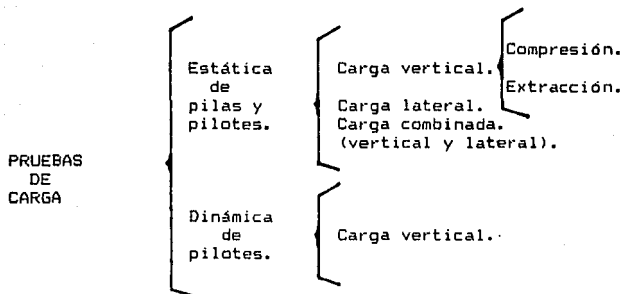 PRUEBAS
DE
CARGA
Estática
de
pilas y
pilotes.
Carga vertical.
Compresión.
Extracción.
Carga lateral.
Carga combinada.
(vertical y lateral).
Dinámica
de
pilotes.
Carga vertical.